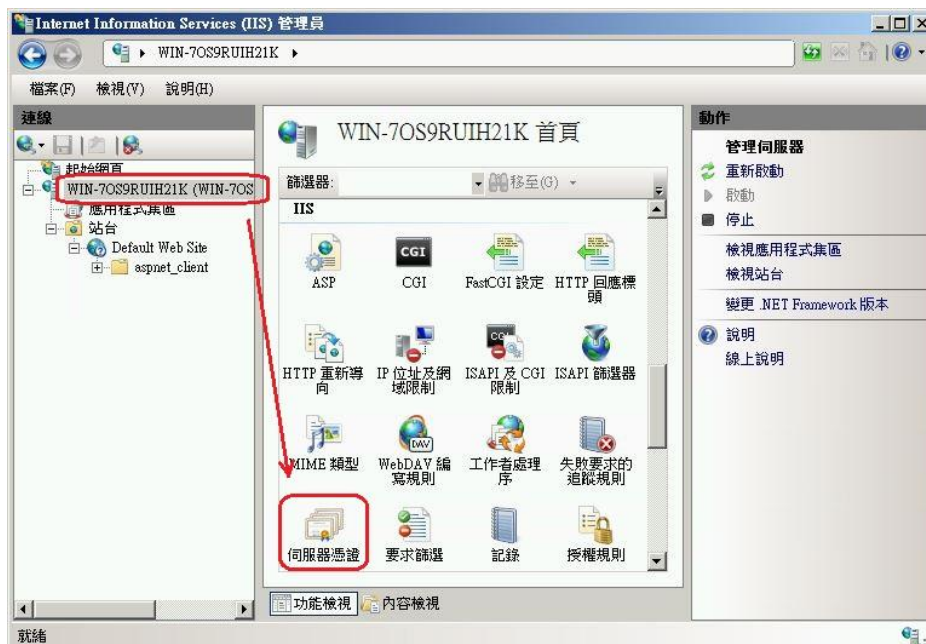 Internet Information Services (IIS) 管理員
WIN-7OS9RUIH21K
檔案(F) 檢視(V) 說明(H)
連線
起始網頁
WIN-7OS9RUIH21K (WIN-7OS
應用程式集區
站台
Default Web Site
aspnet_client
WIN-7OS9RUIH21K 首頁
篩選器:
移至(G)
IIS
ASP
CGI
FastCGI 設定
HTTP 回應標
頭
HTTP 重新導
向
IP 位址及網
域限制
ISAPI 及 CGI
限制
ISAPI 篩選器
MIME 類型
WebDAV 編
寫規則
工作者處理
序
失敗要求的
追蹤規則
伺服器憑證
要求篩選
記錄
授權規則
功能檢視
內容檢視
動作
管理伺服器
重新啟動
啟動
停止
檢視應用程式集區
檢視站台
變更 .NET Framework 版本
說明
線上說明
就緒